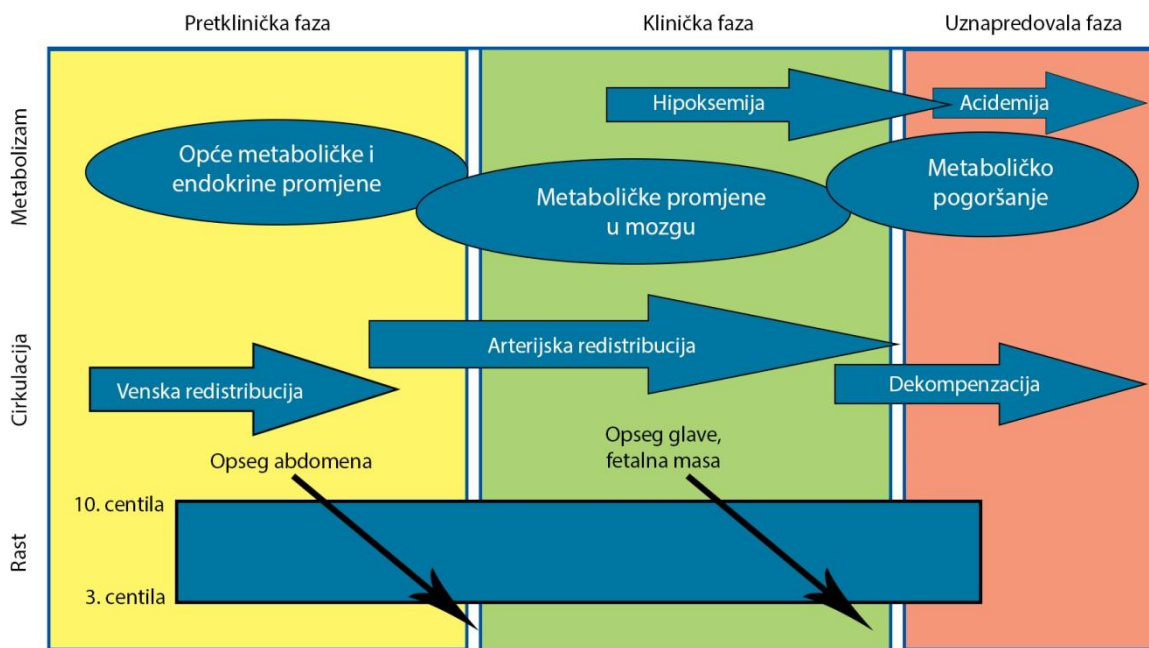 Pretklinička faza
Klinička faza
Uznapredovala faza
Metabolizam
Hipoksemija
Acidemija
Opće metaboličke i
endokrine promjene
Metaboličke promjene
u mozgu
Metaboličko
pogoršanje
Cirkulacija
Venska redistribucija
Arterijska redistribucija
Dekompenzacija
Rast
Opseg abdomena
Opseg glave,
fetalna masa
10. centila
3. centila